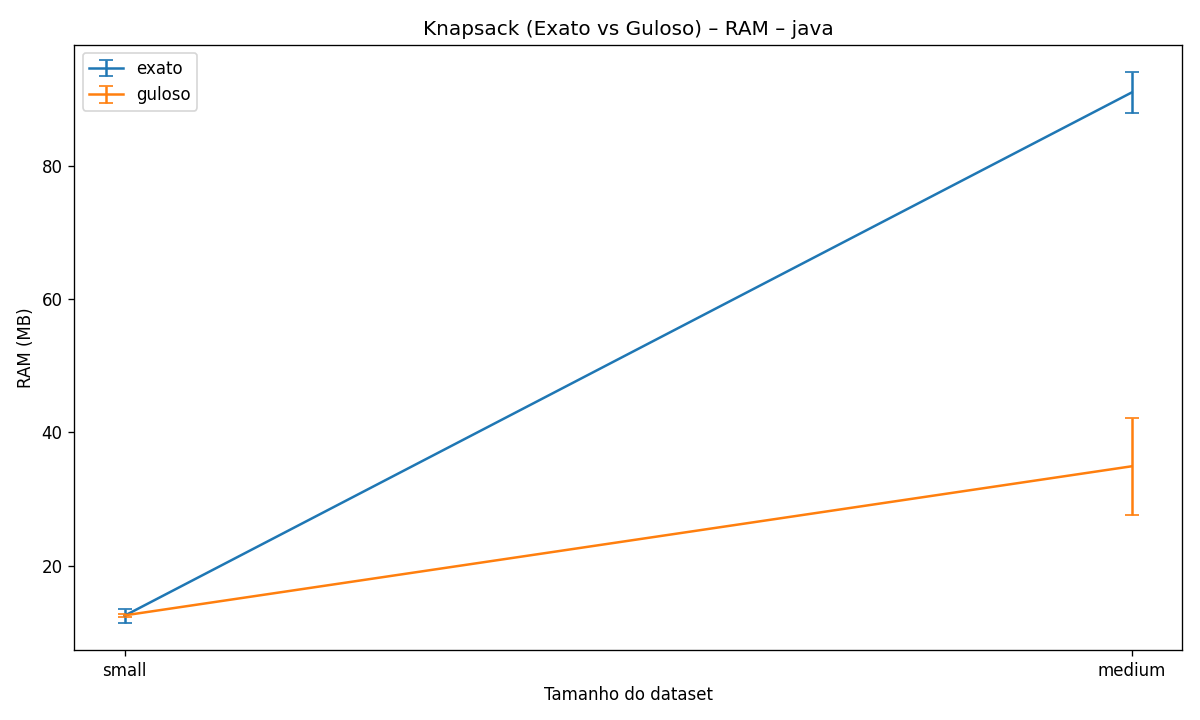 Knapsack (Exato vs Guloso) – RAM – java
exato
guloso
80
60
40
20
RAM (MB)
small
medium
Tamanho do dataset